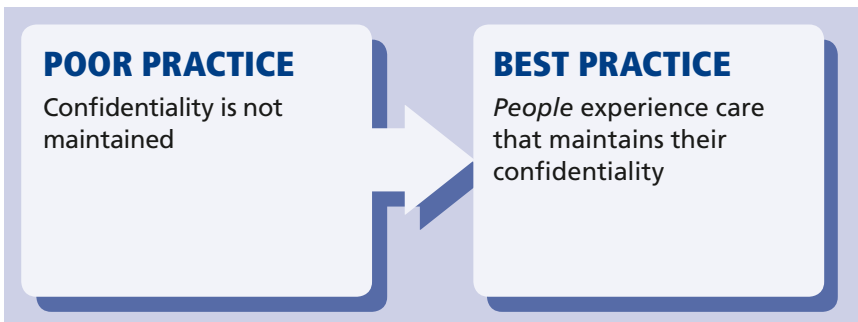 POOR PRACTICE
Confidentiality is not
maintained
BEST PRACTICE
People experience care
that maintains their
confidentiality